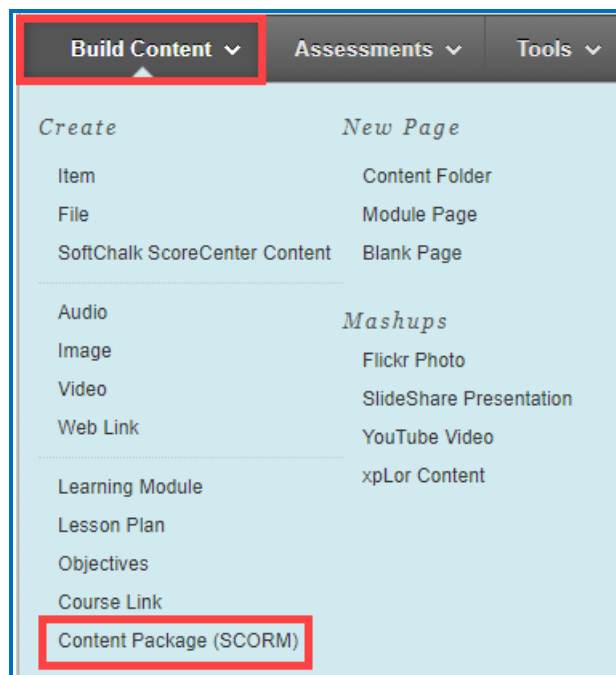 Build Content Assessments Tools
Create
Item
File
SoftChalk ScoreCenter Content
Audio
Image
Video
Web Link
Learning Module
Lesson Plan
Objectives
Course Link
Content Package (SCORM)
New Page
Content Folder
Module Page
Blank Page
Mashups
Flickr Photo
SlideShare Presentation
YouTube Video
xpLor Content